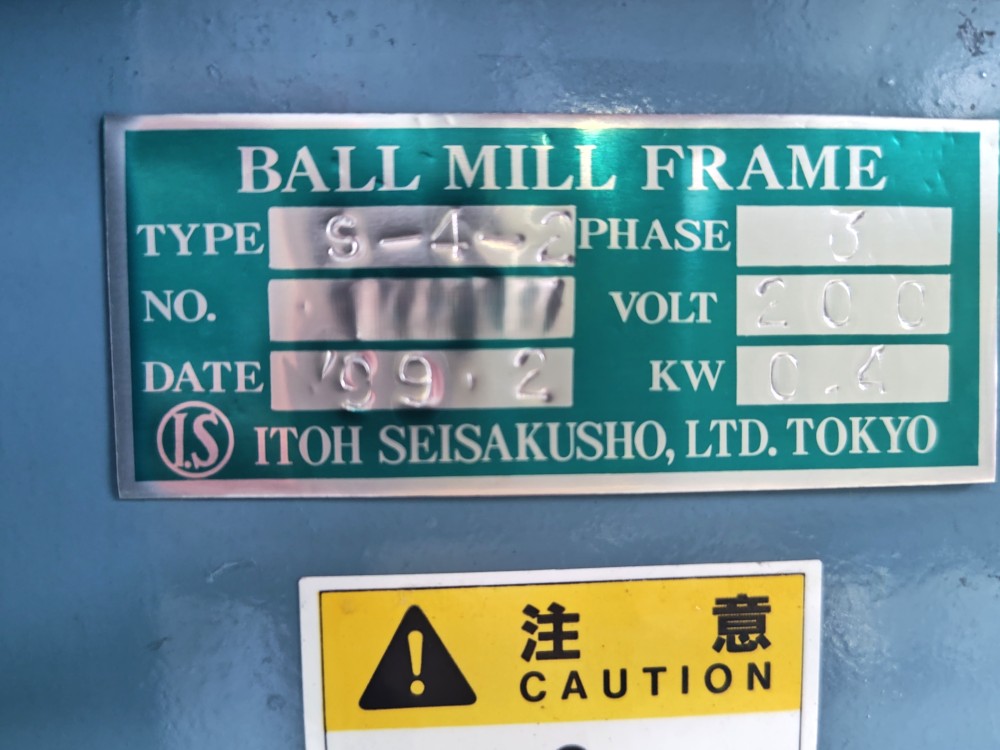 BALL MILL FRAME
TYPE S-4-2 PHASE 3
NO. VOLT 200
DATE '99.2 KW 0.4
I.S ITOH SEISAKUSHO, LTD. TOKYO
注意
CAUTION